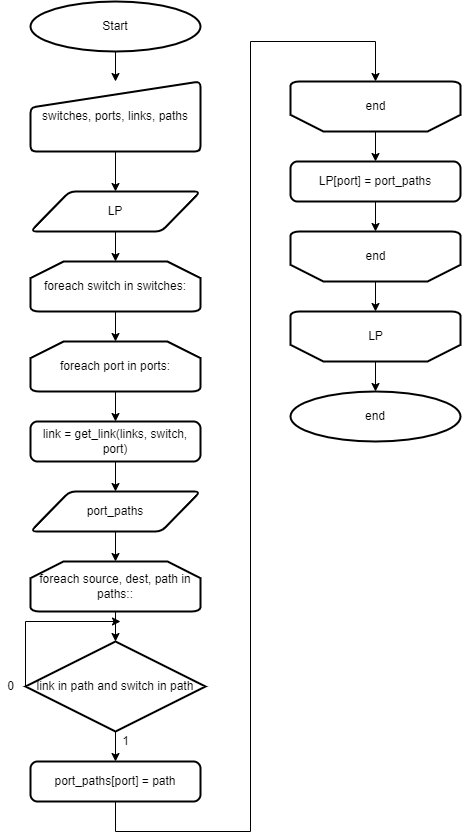 Start
switches, ports, links, paths
LP
foreach switch in switches:
foreach port in ports:
link = get_link(links, switch,
port)
port_paths
foreach source, dest, path in
paths::
0
link in path and switch in path
1
port_paths[port] = path
end
LP[port] = port_paths
end
LP
end